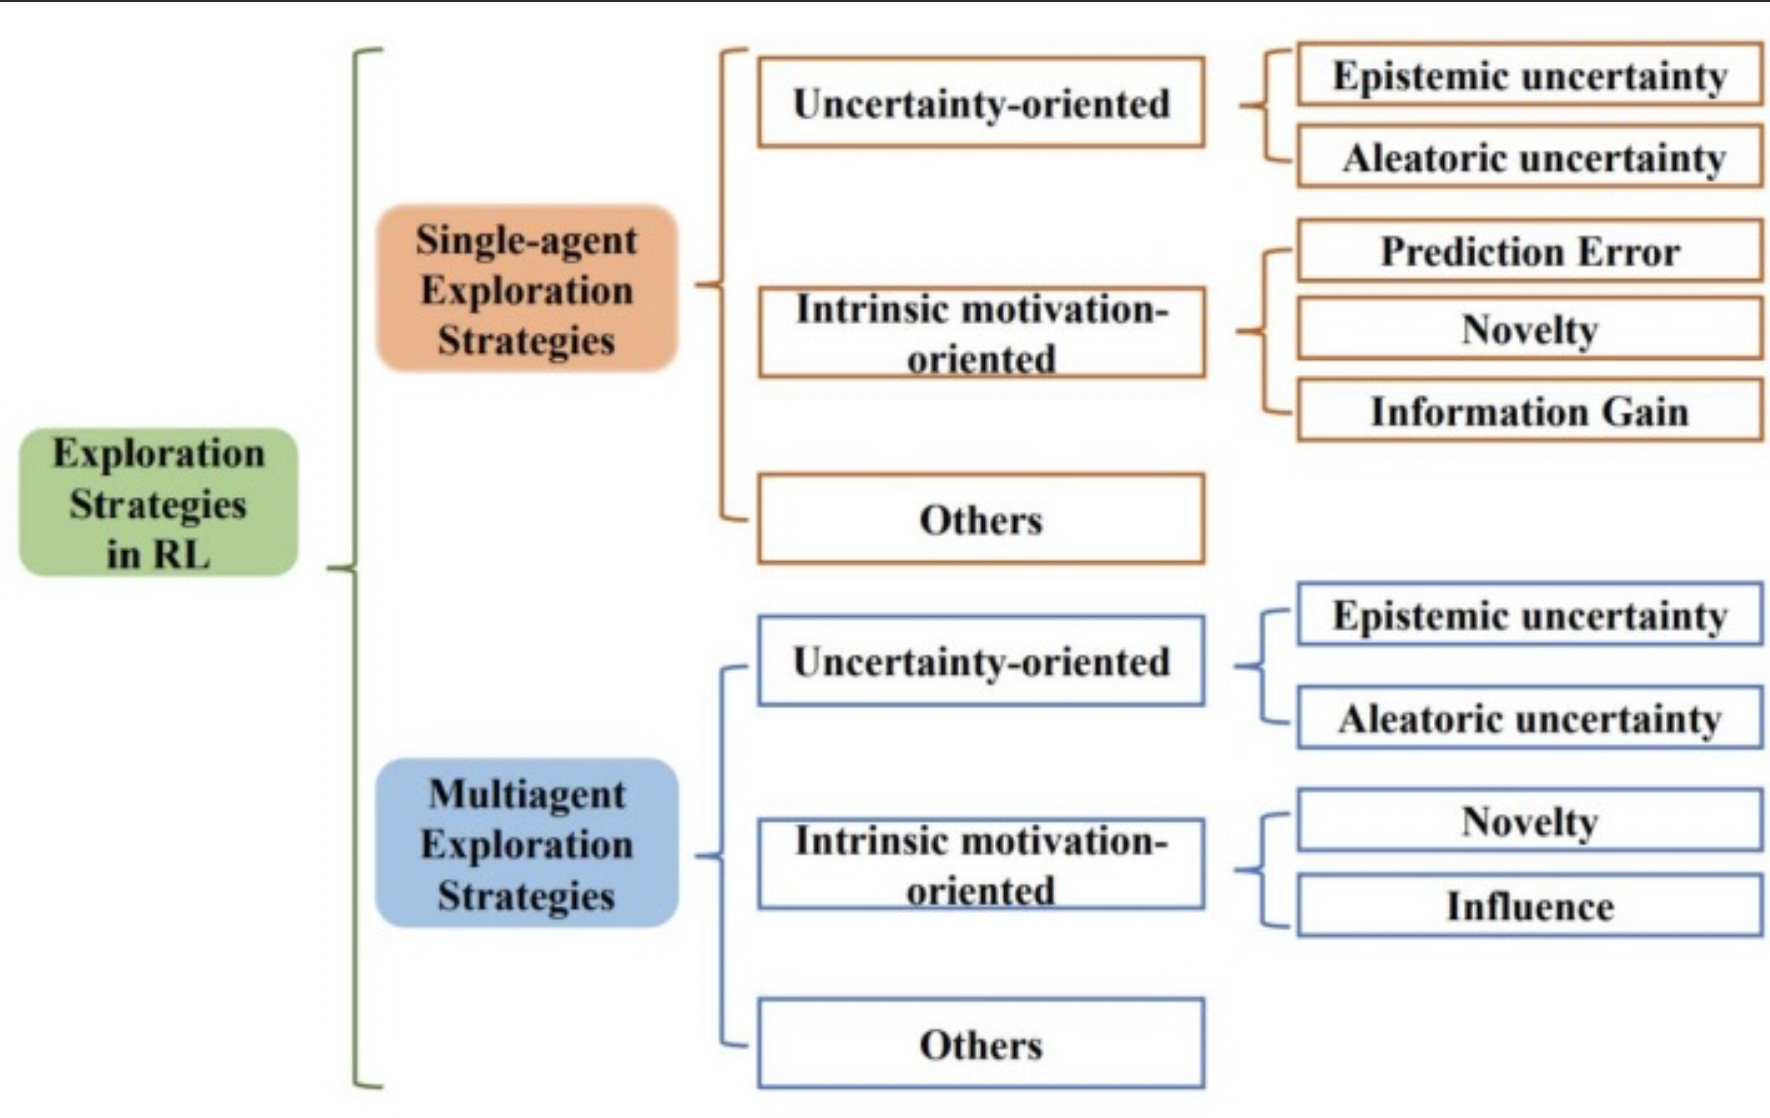 Exploration
Strategies
in RL
Single-agent
Exploration
Strategies
Uncertainty-oriented
Epistemic uncertainty
Aleatoric uncertainty
Intrinsic motivation-
oriented
Prediction Error
Novelty
Information Gain
Others
Multiagent
Exploration
Strategies
Uncertainty-oriented
Epistemic uncertainty
Aleatoric uncertainty
Intrinsic motivation-
oriented
Novelty
Influence
Others